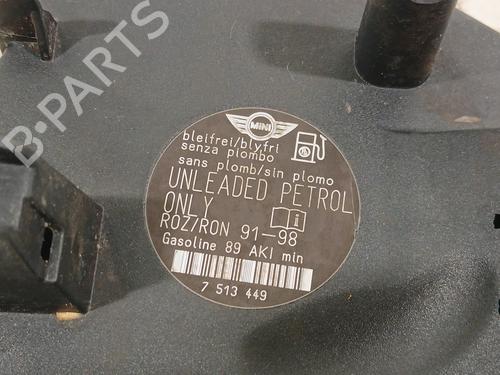 B-PARTS
MINI
bleifrei/blyfri
senza piombo
sans plomb/sin plomo
UNLEADED PETROL
ONLY
ROZ/RON 91-98
Gasoline 89 AKI min
7 513 449